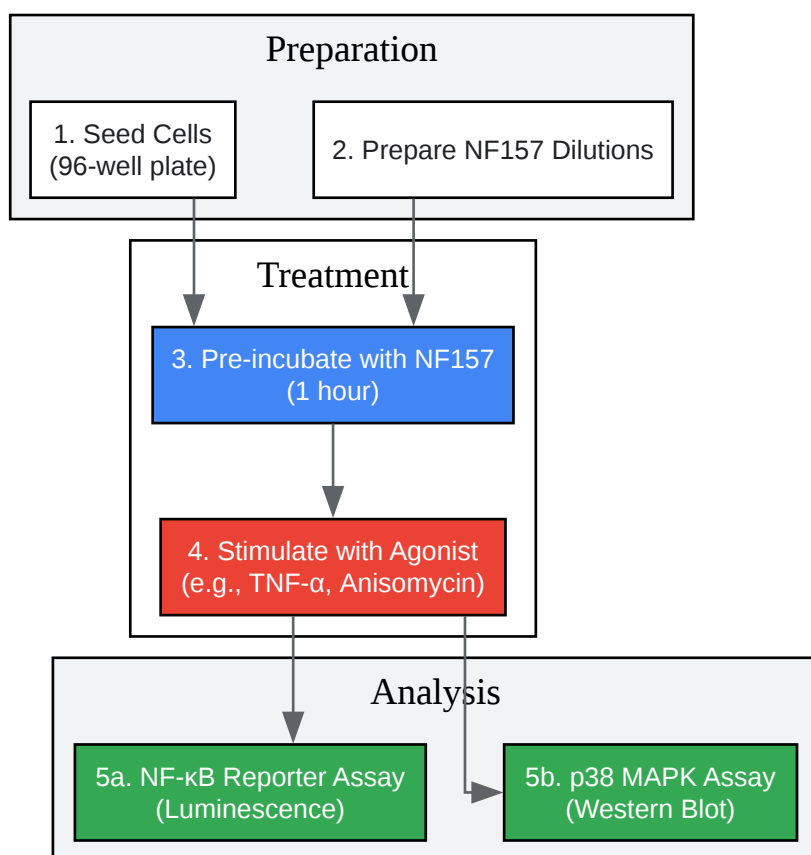 Preparation
1. Seed Cells
(96-well plate)
2. Prepare NF157 Dilutions
Treatment
3. Pre-incubate with NF157
(1 hour)
4. Stimulate with Agonist
(e.g., TNF-α, Anisomycin)
Analysis
5a. NF-κB Reporter Assay
(Luminescence)
5b. p38 MAPK Assay
(Western Blot)